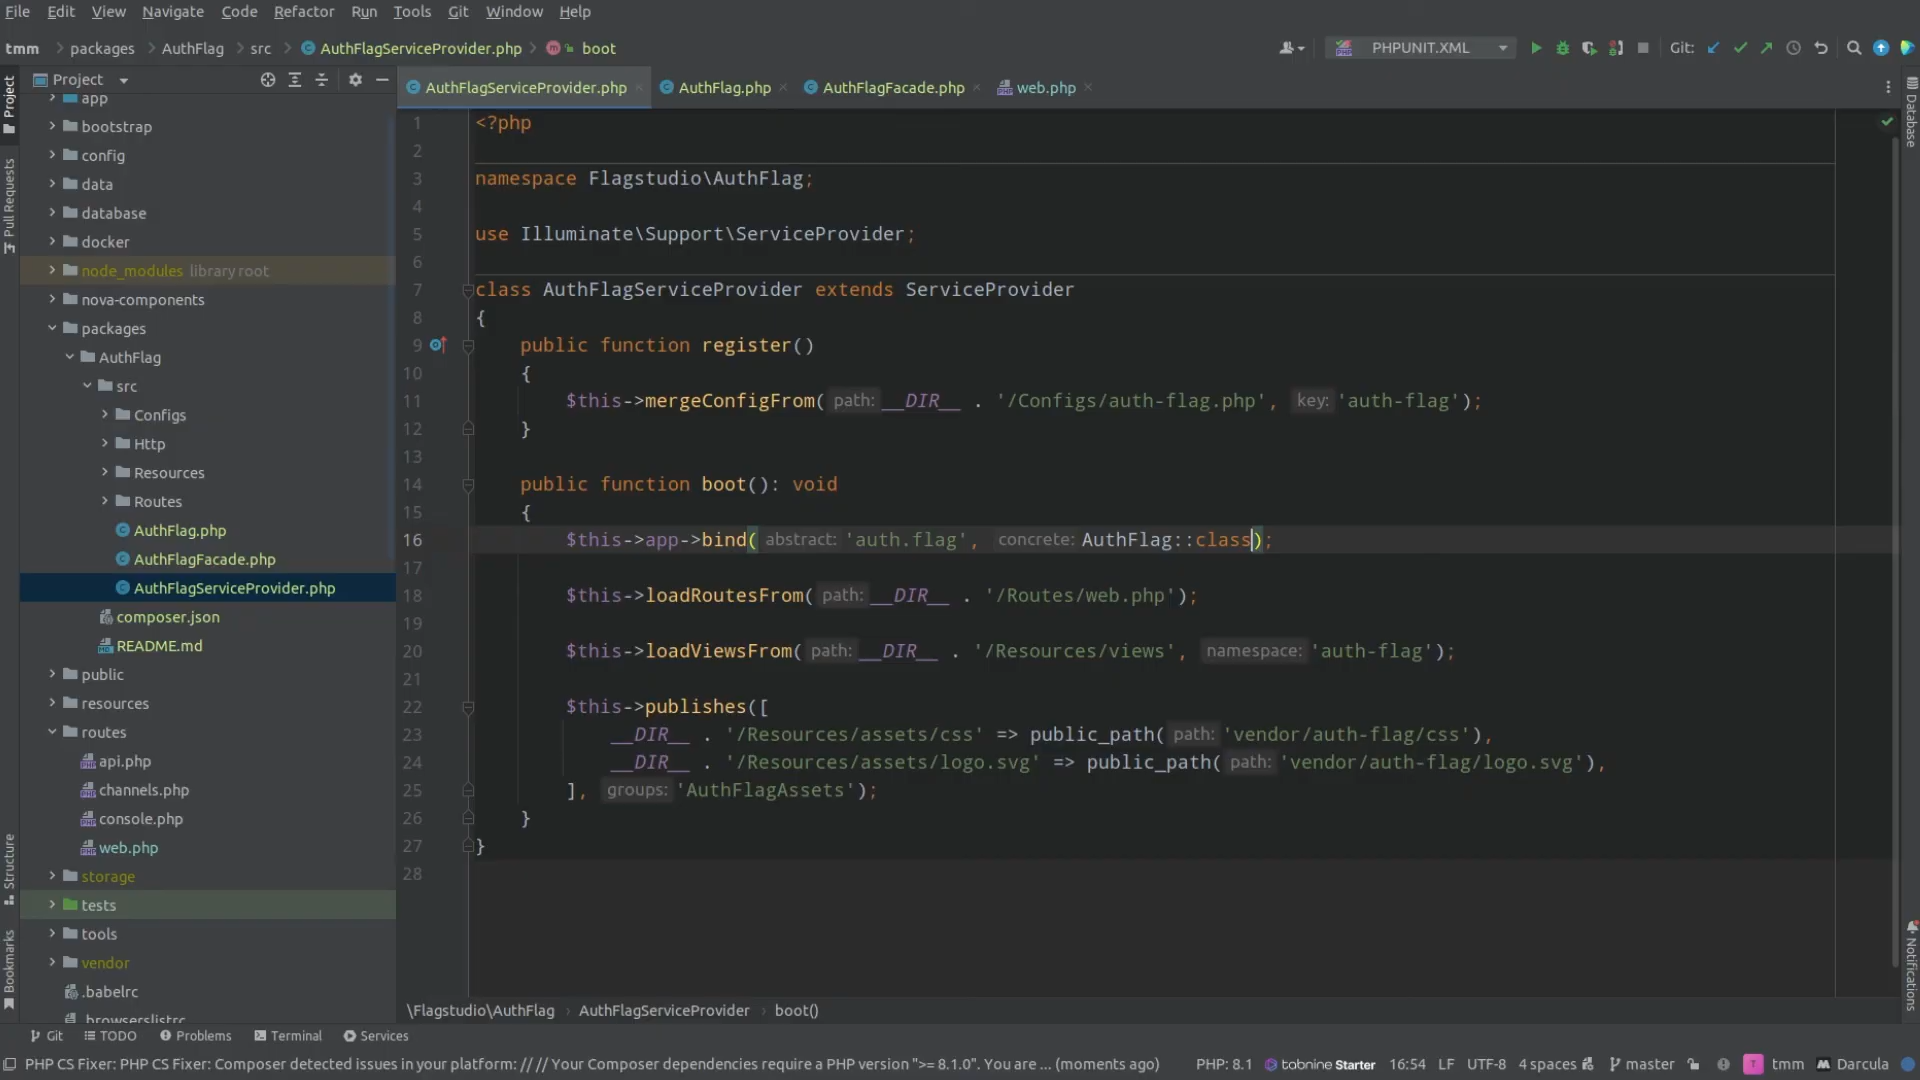 File Edit View Navigate Code Refactor Run Tools Git Window Help
tmm packages AuthFlag src AuthFlagServiceProvider.php boot PHPUNIT.XML Git:
Project
AuthFlagServiceProvider.php AuthFlag.php AuthFlagFacade.php web.php
Project
Pull Requests
Structure
Bookmarks
app
bootstrap
config
data
database
docker
node_modules library root
nova-components
packages
AuthFlag
src
Configs
Http
Resources
Routes
AuthFlag.php
AuthFlagFacade.php
AuthFlagServiceProvider.php
composer.json
README.md
public
resources
routes
api.php
channels.php
console.php
web.php
storage
tests
tools
vendor
.babelrc
.browserslistrc
1 <?php
2
3 namespace Flagstudio\AuthFlag;
4
5 use Illuminate\Support\ServiceProvider;
6
7 class AuthFlagServiceProvider extends ServiceProvider
8 {
9 public function register()
10 {
11 $this->mergeConfigFrom( path: __DIR__ . '/Configs/auth-flag.php', key: 'auth-flag');
12 }
13
14 public function boot(): void
15 {
16 $this->app->bind( abstract: 'auth.flag', concrete: AuthFlag::class);
17
18 $this->loadRoutesFrom( path: __DIR__ . '/Routes/web.php');
19
20 $this->loadViewsFrom( path: __DIR__ . '/Resources/views', namespace: 'auth-flag');
21
22 $this->publishes([
23 __DIR__ . '/Resources/assets/css' => public_path( path: 'vendor/auth-flag/css'),
24 __DIR__ . '/Resources/assets/logo.svg' => public_path( path: 'vendor/auth-flag/logo.svg'),
25 ], groups: 'AuthFlagAssets');
26 }
27 }
28
Database
Notifications
\Flagstudio\AuthFlag AuthFlagServiceProvider boot()
Git TODO Problems Terminal Services
PHP CS Fixer: PHP CS Fixer: Composer detected issues in your platform: // // Your Composer dependencies require a PHP version ">= 8.1.0". You are ... (moments ago) PHP: 8.1 tabnine Starter 16:54 LF UTF-8 4 spaces master T tmm Darcula